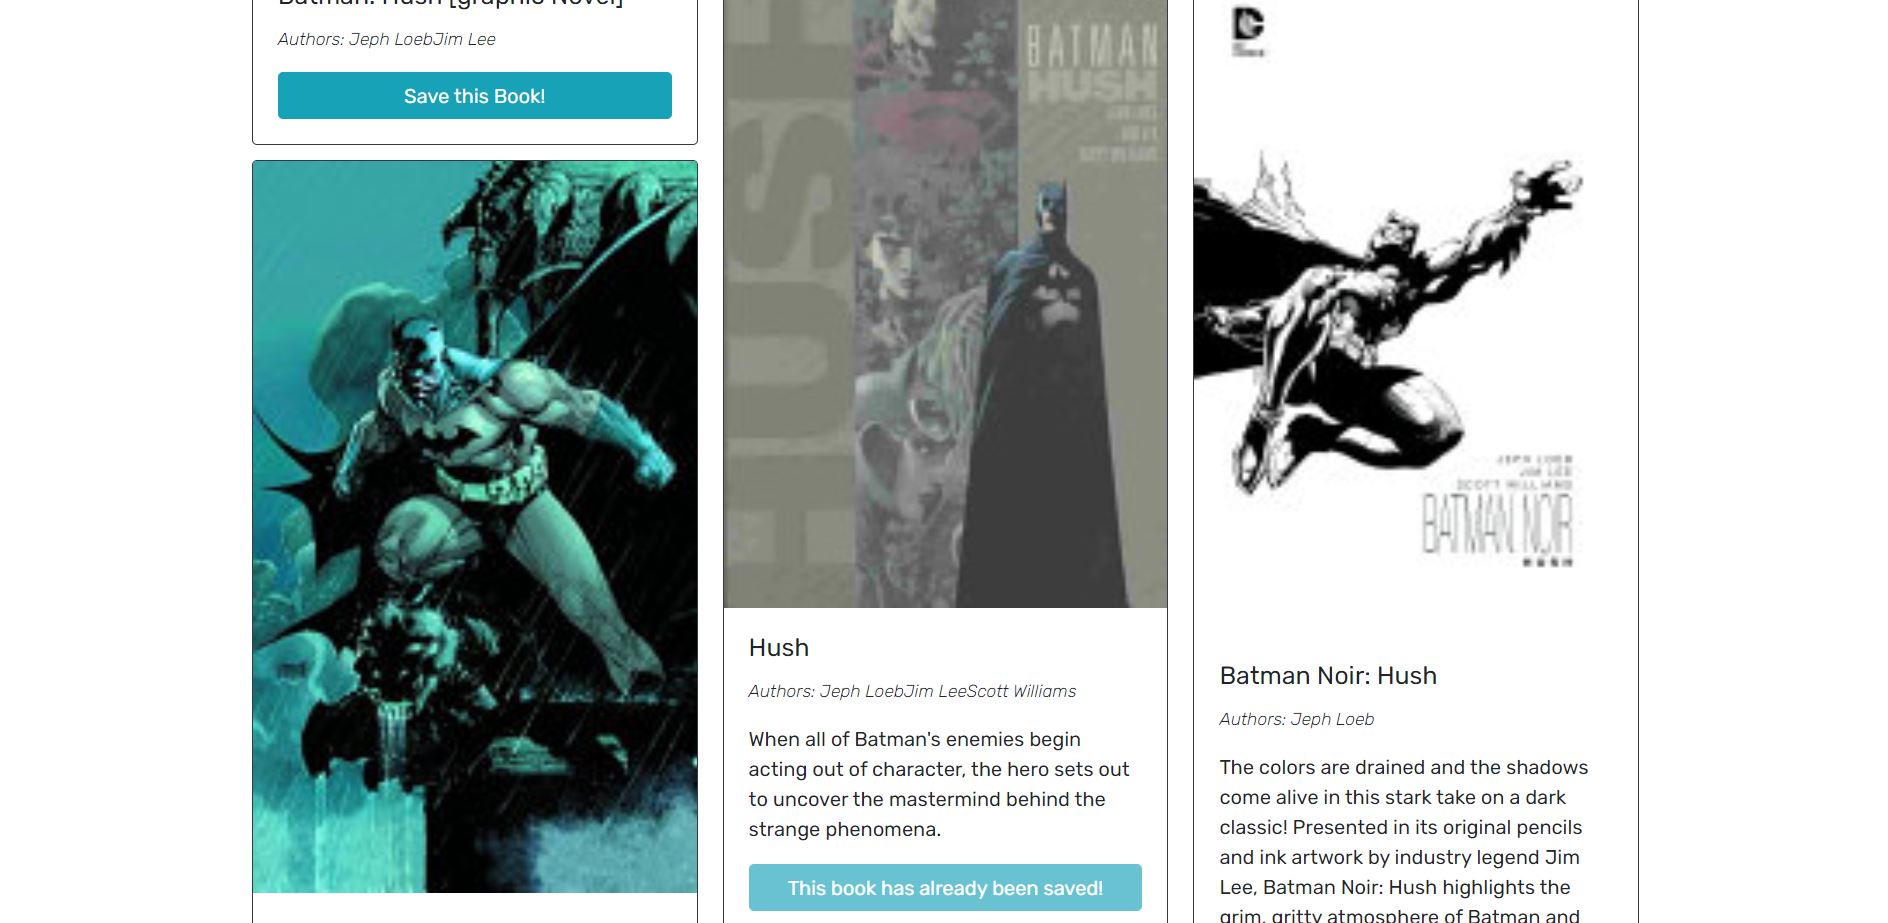 Batman: Hush [graphic Novel]
Authors: Jeph LoebJim Lee
Save this Book!
HUSH
BATMAN
HUSH
Hush
Authors: Jeph LoebJim LeeScott Williams
When all of Batman's enemies begin
acting out of character, the hero sets out
to uncover the mastermind behind the
strange phenomena.
This book has already been saved!
JEPH LOEB
JIM LEE
SCOTT WILLIAMS
BATMAN NOIR
HUSH
Batman Noir: Hush
Authors: Jeph Loeb
The colors are drained and the shadows
come alive in this stark take on a dark
classic! Presented in its original pencils
and ink artwork by industry legend Jim
Lee, Batman Noir: Hush highlights the
grim, gritty atmosphere of Batman and